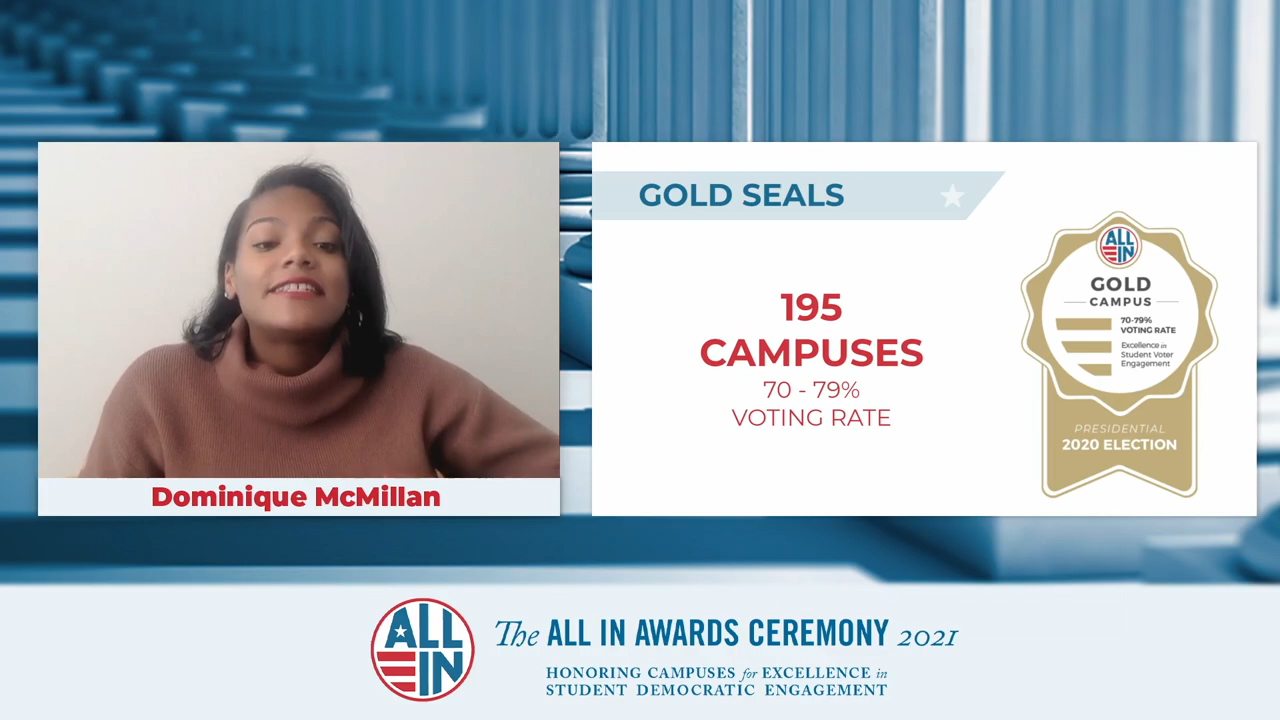 GOLD SEALS
195
CAMPUSES
70 - 79%
VOTING RATE
ALL
IN
GOLD
CAMPUS
70-79%
VOTING RATE
Excellence in
Student Voter
Engagement
PRESIDENTIAL
2020 ELECTION
Dominique McMillan
ALL
IN
The ALL IN AWARDS CEREMONY 2021
HONORING CAMPUSES for EXCELLENCE in
STUDENT DEMOCRATIC ENGAGEMENT